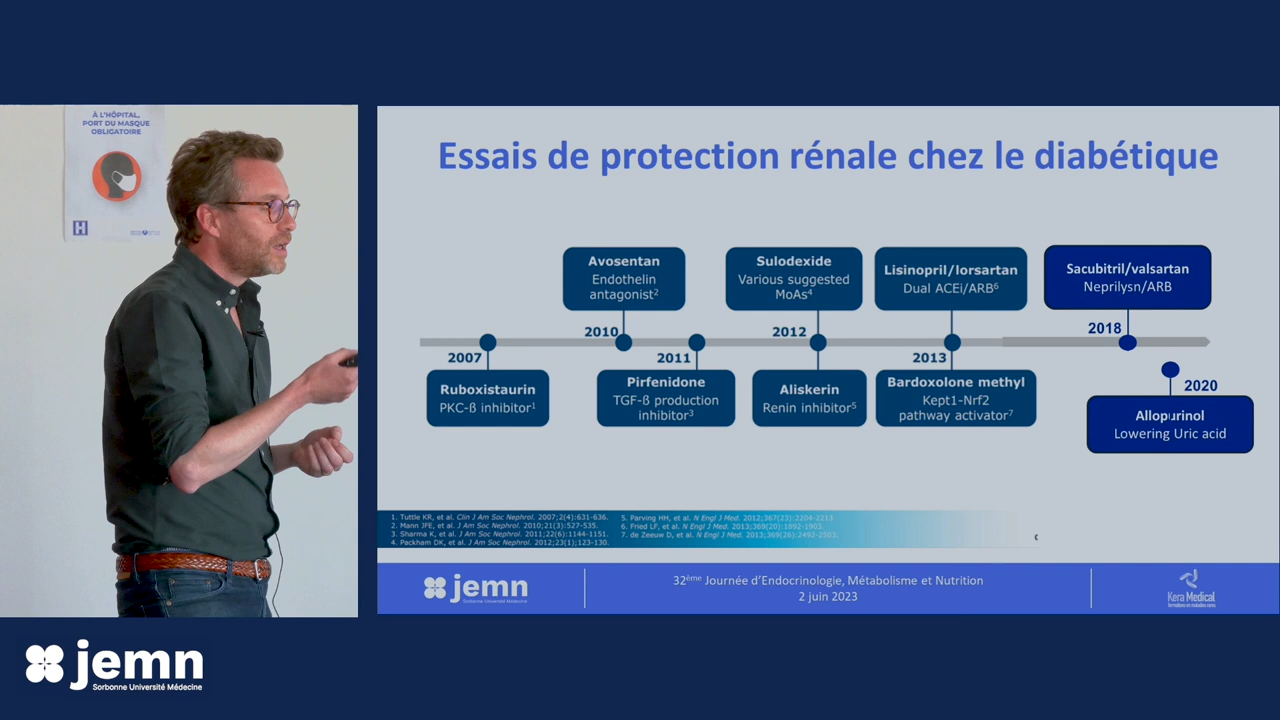 À L'HÔPITAL,
PORT DU MASQUE
OBLIGATOIRE
H
Essais de protection rénale chez le diabétique
Avosentan
Endothelin
antagonist²
Sulodexide
Various suggested
MoAs⁴
Lisinopril/lorsartan
Dual ACEi/ARB⁶
Sacubitril/valsartan
Neprilysn/ARB
2010
2012
2018
2007
2011
2013
2020
Ruboxistaurin
PKC-ß inhibitor¹
Pirfenidone
TGF-ß production
inhibitor³
Aliskerin
Renin inhibitor⁵
Bardoxolone methyl
Kept1-Nrf2
pathway activator⁷
Allopurinol
Lowering Uric acid
1. Tuttle KR, et al. Clin J Am Soc Nephrol. 2007;2(4):631-636.
2. Mann JFE, et al. J Am Soc Nephrol. 2010;21(3):527-535.
3. Sharma K, et al. J Am Soc Nephrol. 2011;22(6):1144-1151.
4. Packham DK, et al. J Am Soc Nephrol. 2012;23(1);123-130.
5. Parving HH, et al. N Engl J Med. 2012;367(23):2204-2213
6. Fried LF, et al. N Engl J Med. 2013;369(20):1892-1903.
7. de Zeeuw D, et al. N Engl J Med. 2013;369(26):2492-2503.
jemn
Sorbonne Université Médecine
32ème Journée d'Endocrinologie, Métabolisme et Nutrition
2 juin 2023
Kera Medical
formations en maladies rares
jemn
Sorbonne Université Médecine